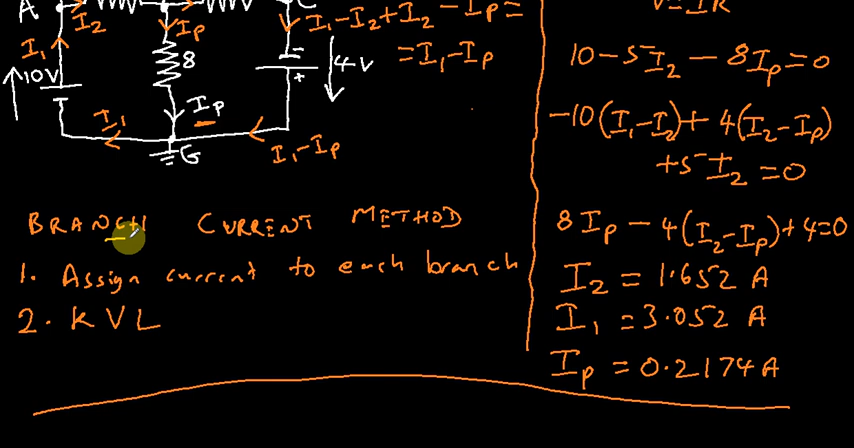 A I2 C I1-I2+I2-Ip= V=IR
I1 Ip =I1-Ip
10V 8 - 4V
+
Ip
I1 I1-Ip
G
BRANCH CURRENT METHOD
1. Assign current to each branch
2. KVL
10-5I2-8Ip=0
-10(I1-I2)+4(I2-Ip)
+5I2=0
8Ip-4(I2-Ip)+4=0
I2=1.652 A
I1=3.052 A
Ip=0.2174A